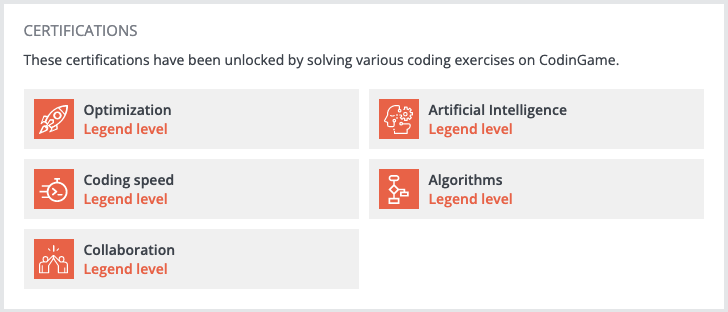 CERTIFICATIONS
These certifications have been unlocked by solving various coding exercises on CodinGame.
Optimization
Legend level
Artificial Intelligence
Legend level
Coding speed
Legend level
Algorithms
Legend level
Collaboration
Legend level